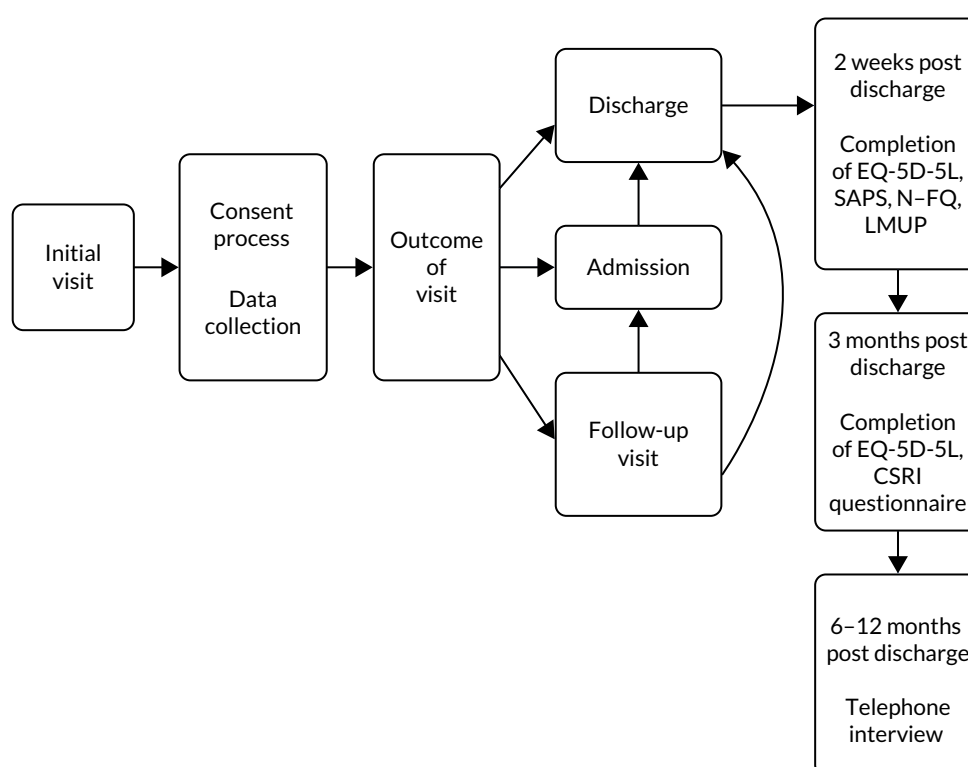 Initial
visit
Consent
process
Data
collection
Outcome
of
visit
Discharge
Admission
Follow-up
visit
2 weeks post
discharge
Completion
of EQ-5D-5L,
SAPS, N–FQ,
LMUP
3 months post
discharge
Completion
of EQ-5D-5L,
CSRI
questionnaire
6–12 months
post discharge
Telephone
interview